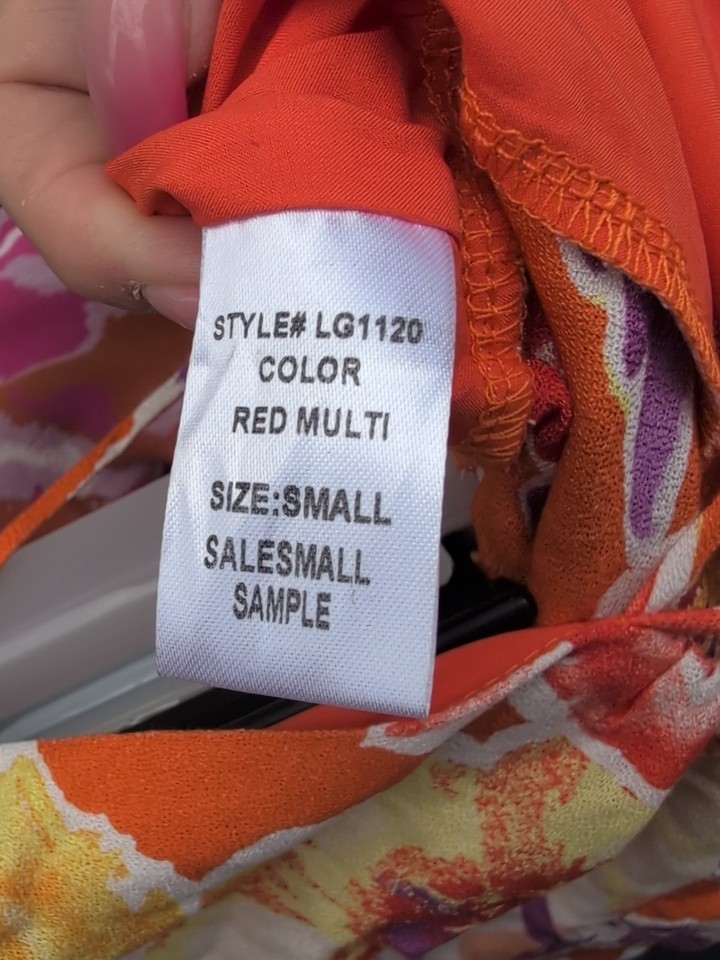 STYLE# LG1120
COLOR
RED MULTI
SIZE:SMALL
SALESMALL
SAMPLE